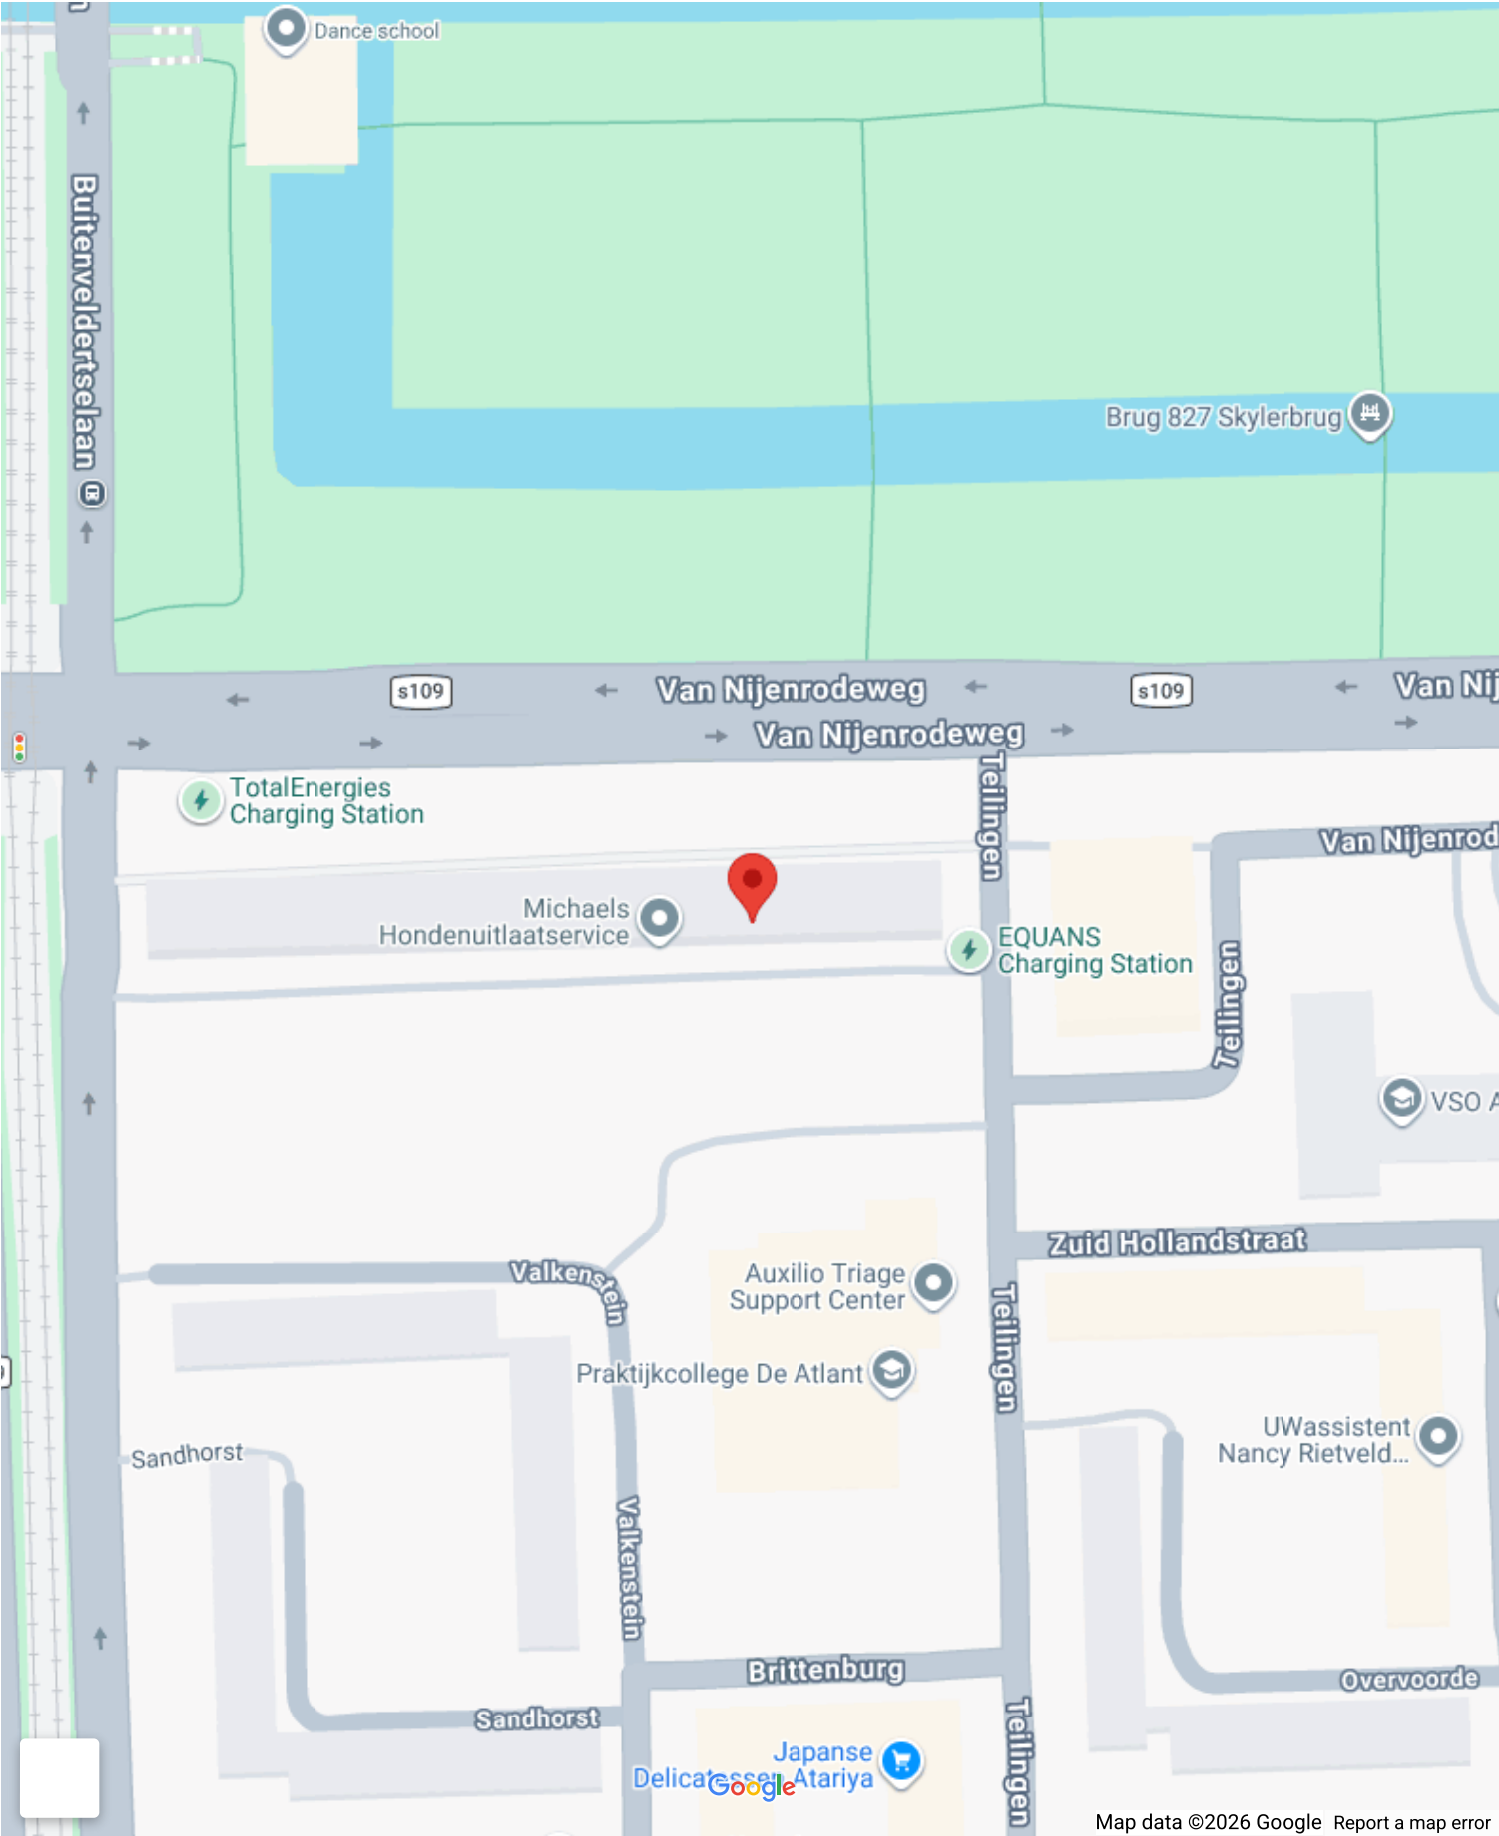 Dance school
Buitenveldertselaan
Brug 827 Skylerbrug
s109
Van Nijenrodeweg
s109
Van Nij
Van Nijenrodeweg
TotalEnergies
Charging Station
Teilingen
Van Nijenrod
Michaels
Hondenuitlaatservice
EQUANS
Charging Station
Teilingen
VSO A
Zuid Hollandstraat
Valkenstein
Auxilio Triage
Support Center
Teilingen
Praktijkcollege De Atlant
UWassistent
Nancy Rietveld...
Sandhorst
Valkenstein
Brittenburg
Overvoorde
Sandhorst
Teilingen
Japanse
Delicatessen Atariya
Google
Map data ©2026 Google
Report a map error